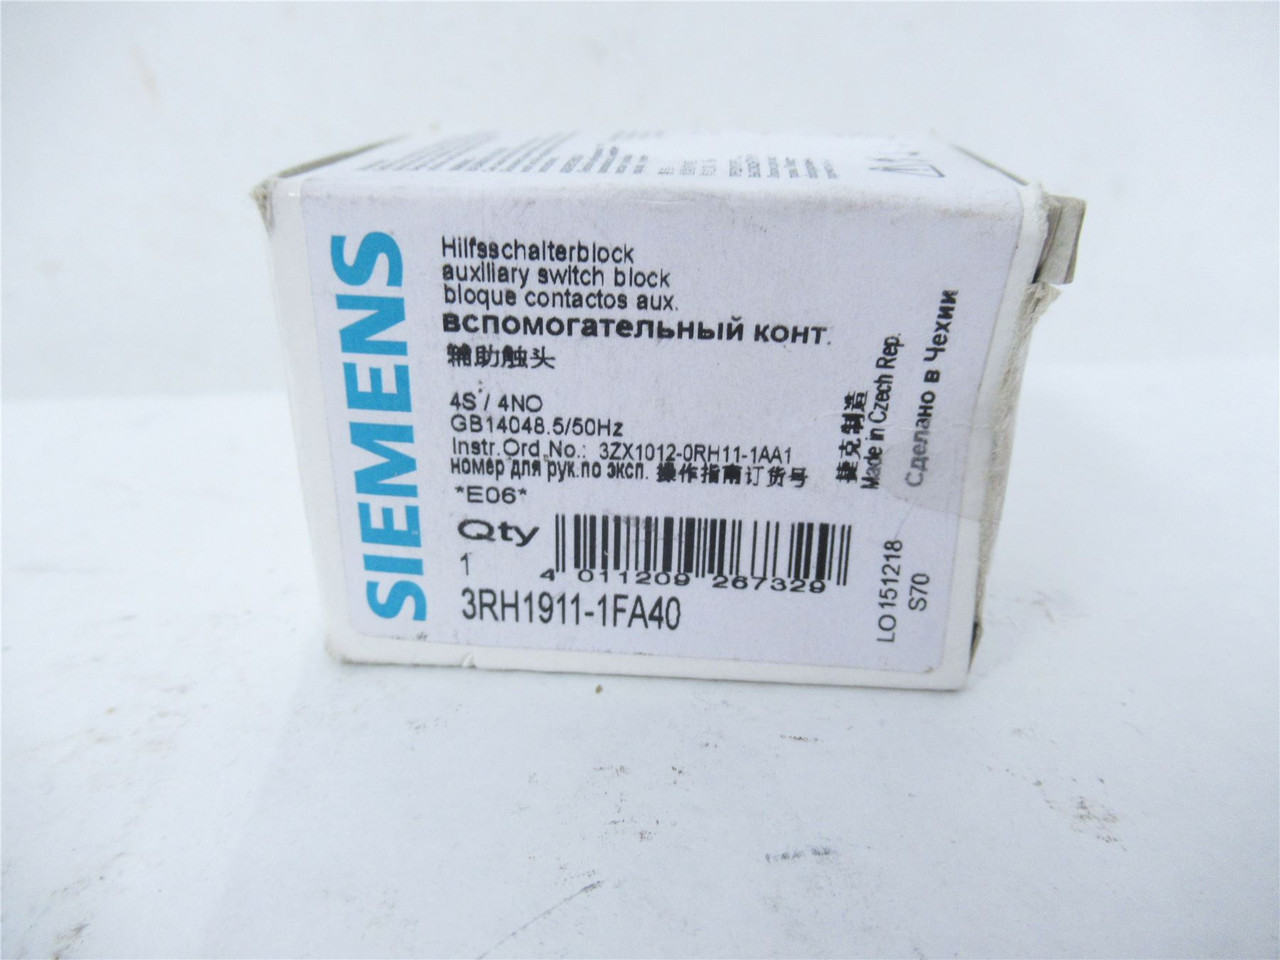 SIEMENS
Hilfsschalterblock
auxiliary switch block
bloque contactos aux.
вспомогательный конт.
辅助触头
4S / 4NO
GB14048.5/50Hz
Instr.Ord.No.: 3ZX1012-0RH11-1AA1
номер для рук.по эксп. 操作指南订货号
*E06*
Qty
1
4 011209 267329
3RH1911-1FA40
捷克制造
Made in Czech Rep.
Сделано в Чехии
LO151218
S70